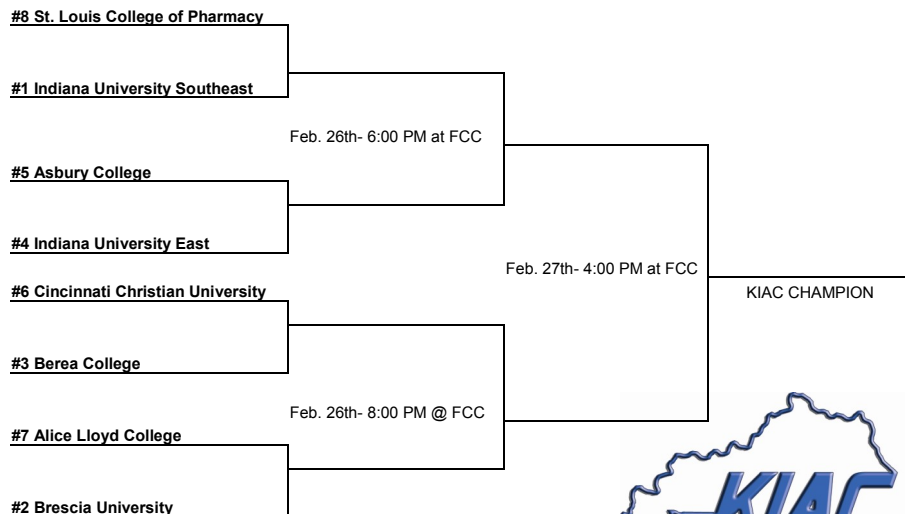 #8 St. Louis College of Pharmacy
#1 Indiana University Southeast
Feb. 26th- 6:00 PM at FCC
#5 Asbury College
#4 Indiana University East
Feb. 27th- 4:00 PM at FCC
#6 Cincinnati Christian University
KIAC CHAMPION
#3 Berea College
Feb. 26th- 8:00 PM @ FCC
#7 Alice Lloyd College
KIAC
#2 Brescia University